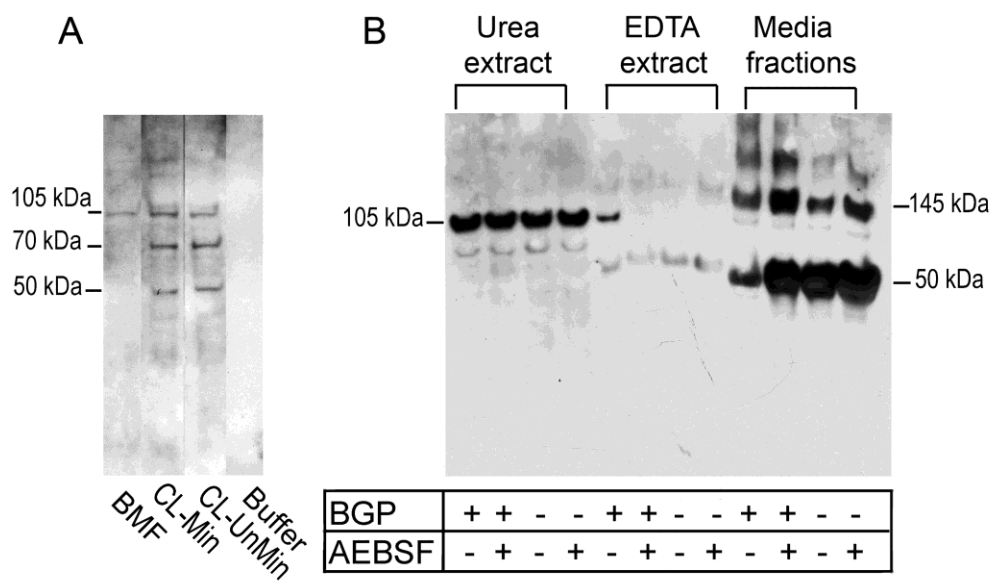 A
B
Urea extract
EDTA extract
Media fractions
105 kDa
70 kDa
50 kDa
105 kDa
145 kDa
50 kDa
BMF
CL-Min
CL-UnMin
Buffer
BGP + + - - + + - - + + - -
AEBSF - + - + - + - + - + - +